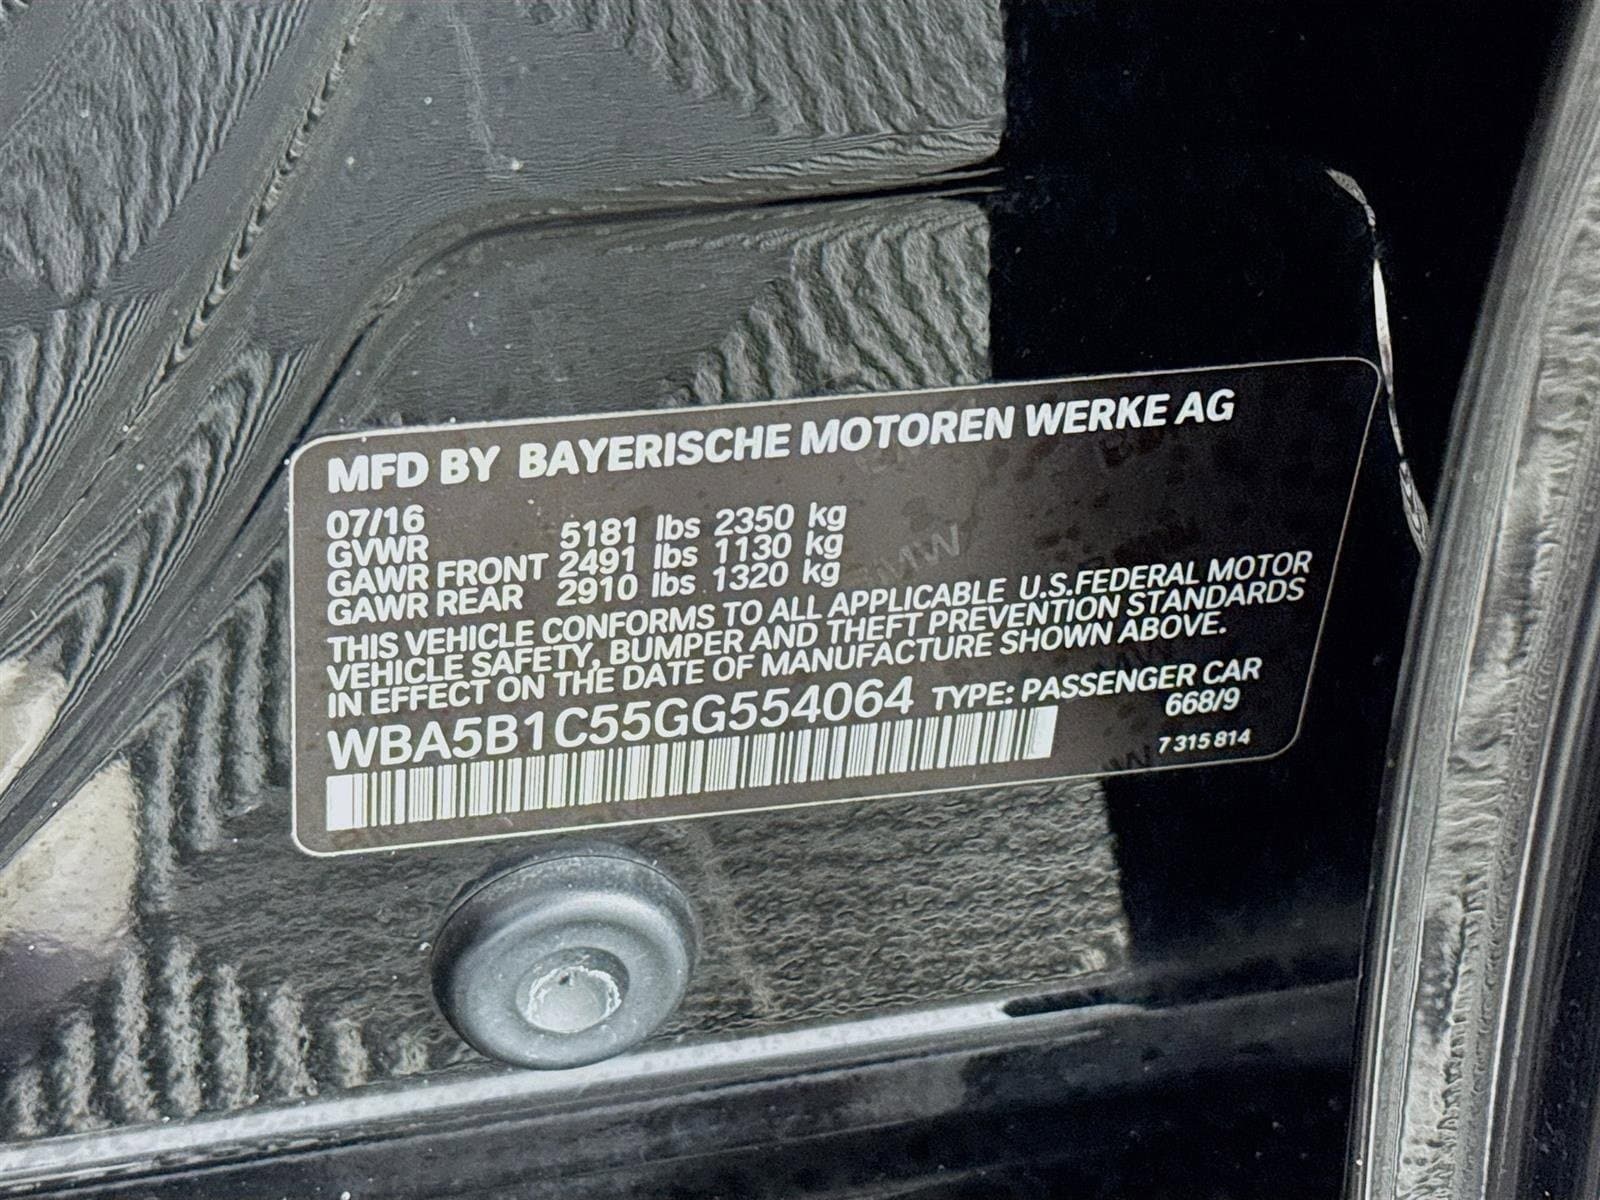 MFD BY BAYERISCHE MOTOREN WERKE AG
07/16
GVWR 5181 lbs 2350 kg
GAWR FRONT 2491 lbs 1130 kg
GAWR REAR 2910 lbs 1320 kg
THIS VEHICLE CONFORMS TO ALL APPLICABLE U.S.FEDERAL MOTOR
VEHICLE SAFETY, BUMPER AND THEFT PREVENTION STANDARDS
IN EFFECT ON THE DATE OF MANUFACTURE SHOWN ABOVE.
WBA5B1C55GG554064 TYPE: PASSENGER CAR
668/9
7 315 814
BMW